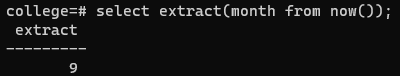 college=# select extract(month from now());
 extract
---------
       9